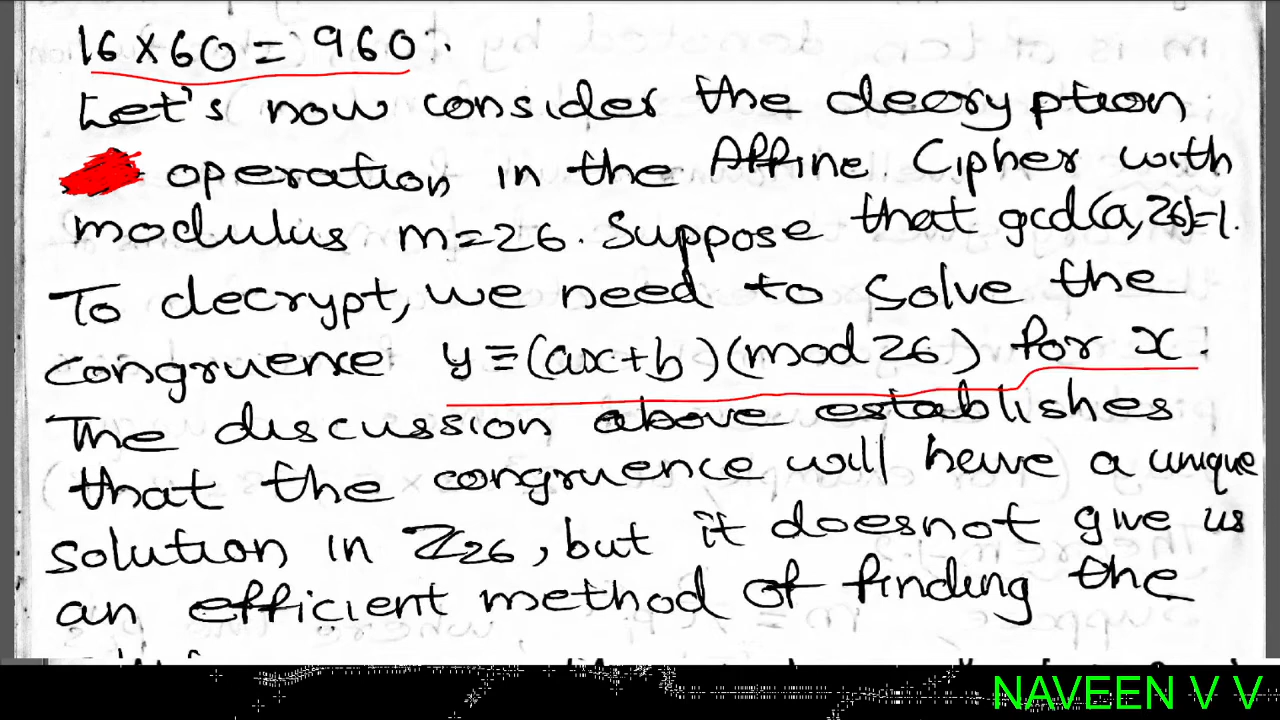 16 x 60 = 960.
Let's now consider the decryption
operation in the Affine Cipher with
modulus m=26. Suppose that gcd(a,26)=1.
To decrypt, we need to solve the
congruence y≡(ax+b)(mod 26) for x.
The discussion above establishes
that the congruence will have a unique
solution in Z26, but it doesnot give us
an efficient method of finding the
NAVEEN V V